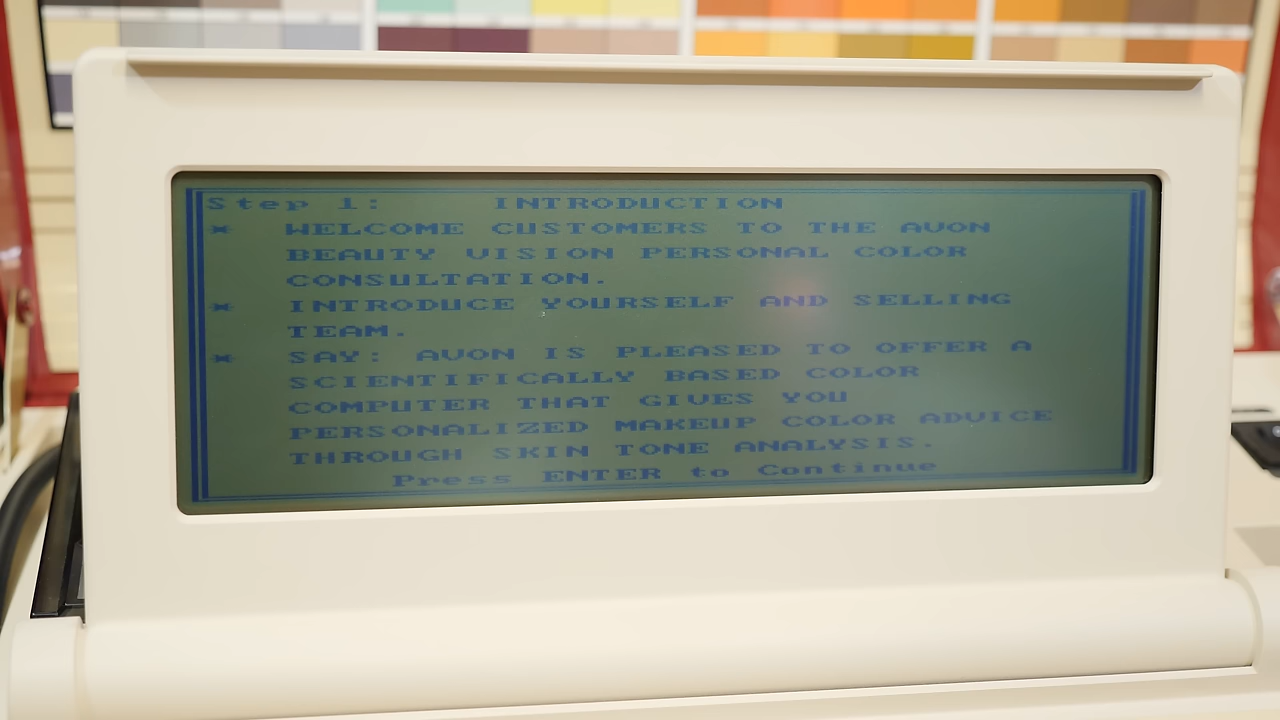 Step 1: INTRODUCTION
* WELCOME CUSTOMERS TO THE AVON
BEAUTY VISION PERSONAL COLOR
CONSULTATION.
* INTRODUCE YOURSELF AND SELLING
TEAM.
* SAY: AVON IS PLEASED TO OFFER A
SCIENTIFICALLY BASED COLOR
COMPUTER THAT GIVES YOU
PERSONALIZED MAKEUP COLOR ADVICE
THROUGH SKIN TONE ANALYSIS.
Press ENTER to Continue